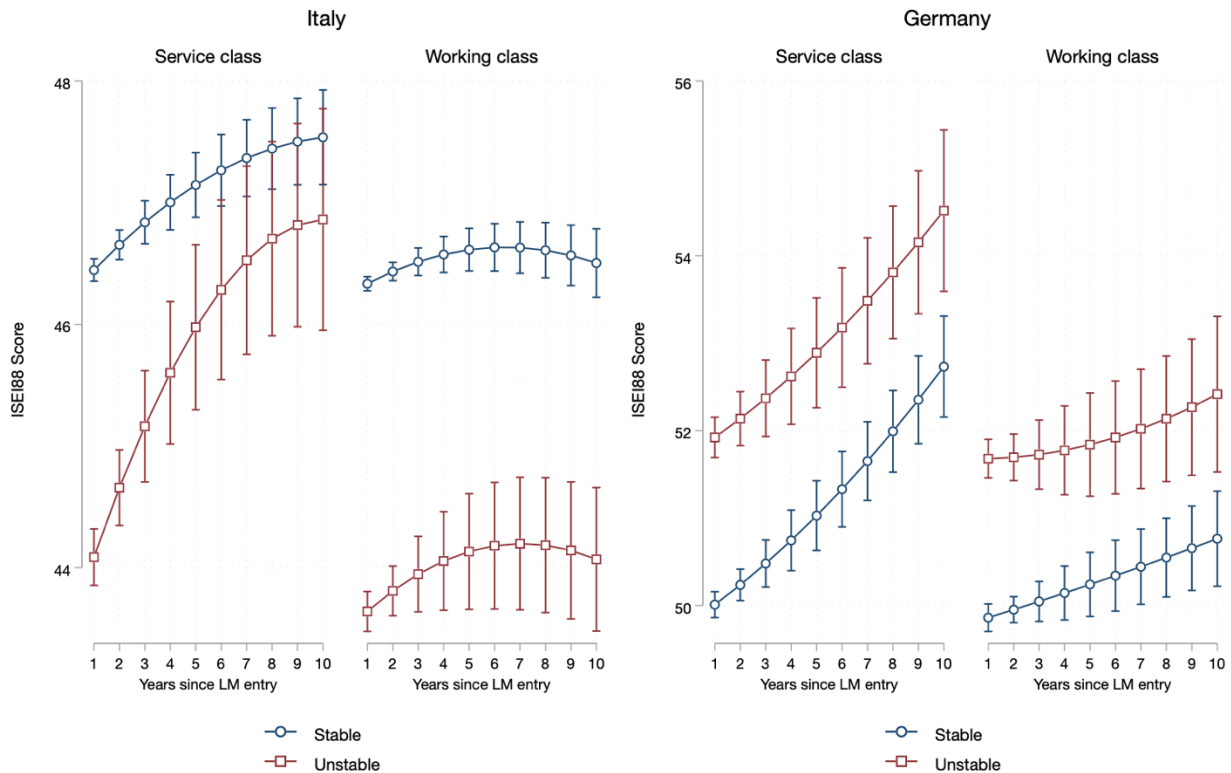 Italy
Service class
Working class
48
46
44
ISEI88 Score
1 2 3 4 5 6 7 8 9 10
1 2 3 4 5 6 7 8 9 10
Years since LM entry
Years since LM entry
Stable
Unstable
Germany
Service class
Working class
56
54
52
50
ISEI88 Score
1 2 3 4 5 6 7 8 9 10
1 2 3 4 5 6 7 8 9 10
Years since LM entry
Years since LM entry
Stable
Unstable